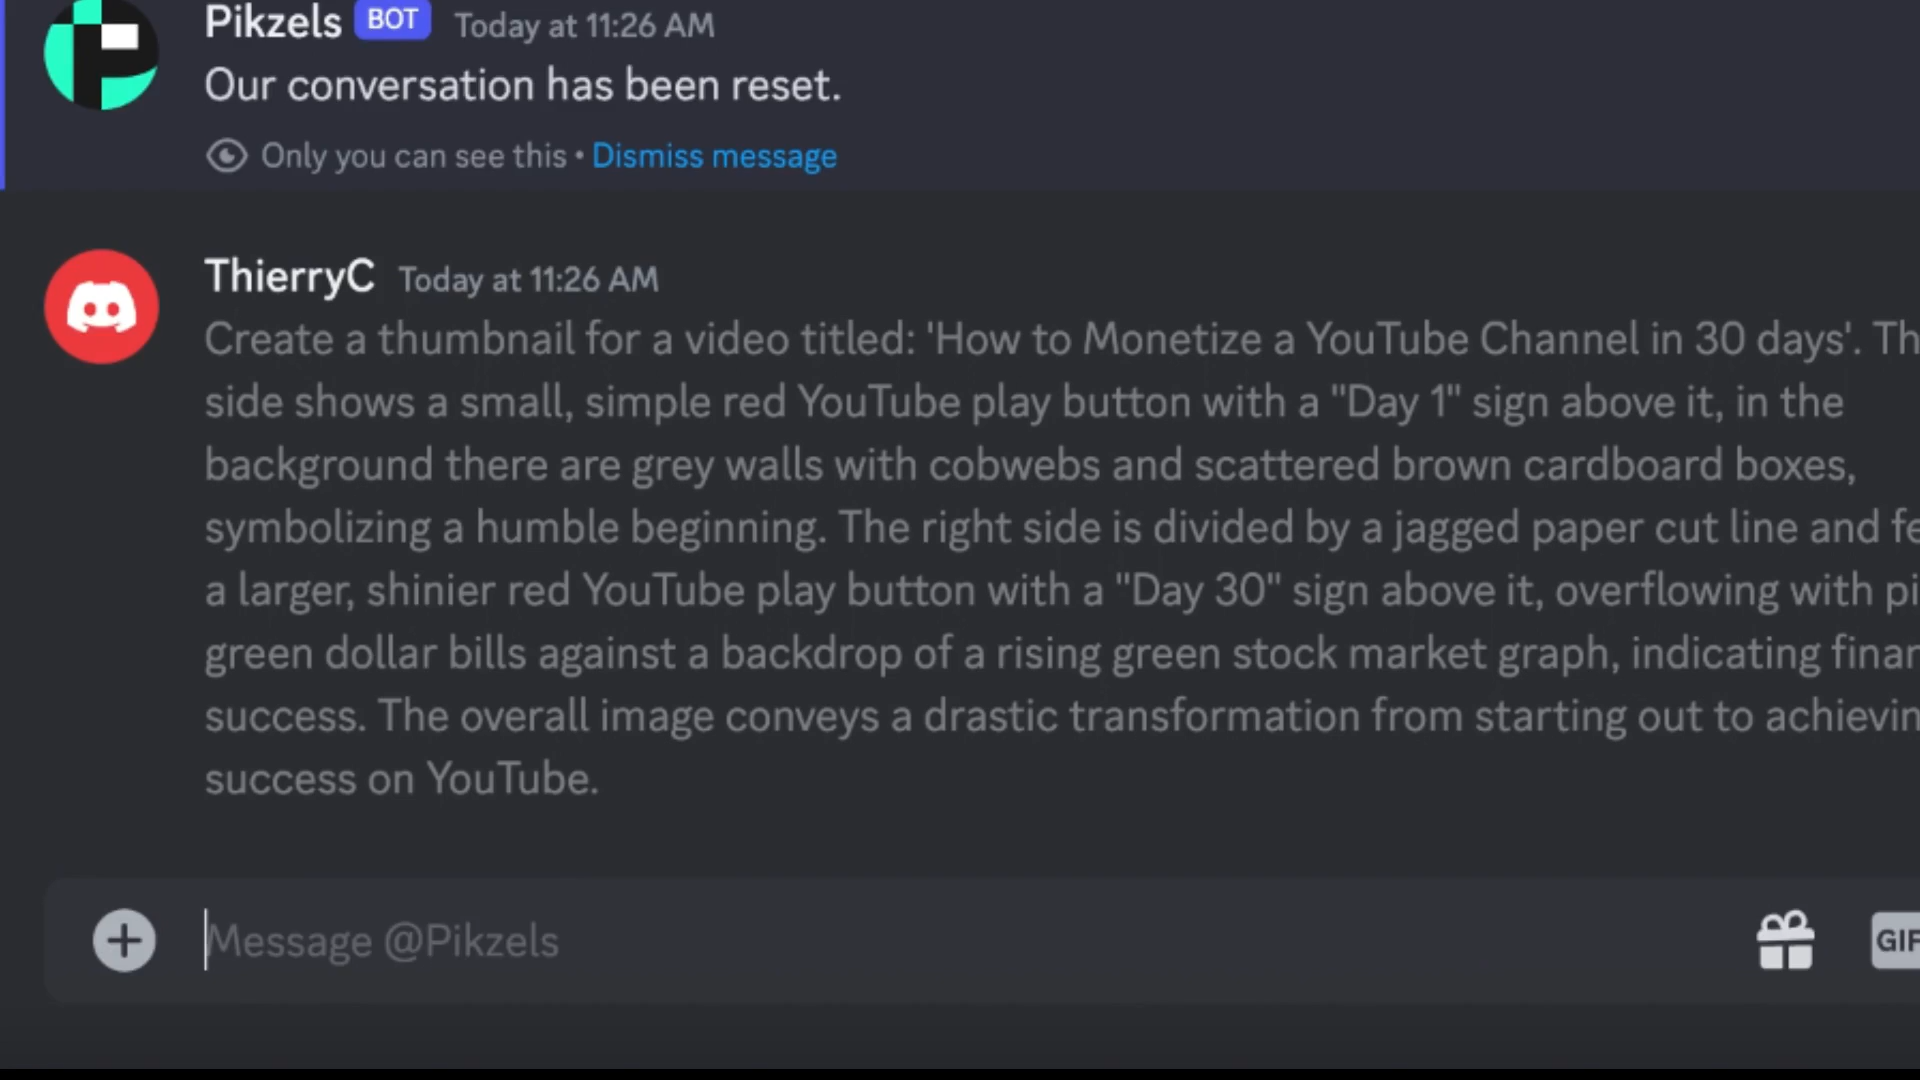 Pikzels BOT Today at 11:26 AM
Our conversation has been reset.
Only you can see this • Dismiss message
ThierryC Today at 11:26 AM
Create a thumbnail for a video titled: 'How to Monetize a YouTube Channel in 30 days'. Th
side shows a small, simple red YouTube play button with a "Day 1" sign above it, in the
background there are grey walls with cobwebs and scattered brown cardboard boxes,
symbolizing a humble beginning. The right side is divided by a jagged paper cut line and fe
a larger, shinier red YouTube play button with a "Day 30" sign above it, overflowing with pi
green dollar bills against a backdrop of a rising green stock market graph, indicating finan
success. The overall image conveys a drastic transformation from starting out to achievin
success on YouTube.
Message @Pikzels
GIF